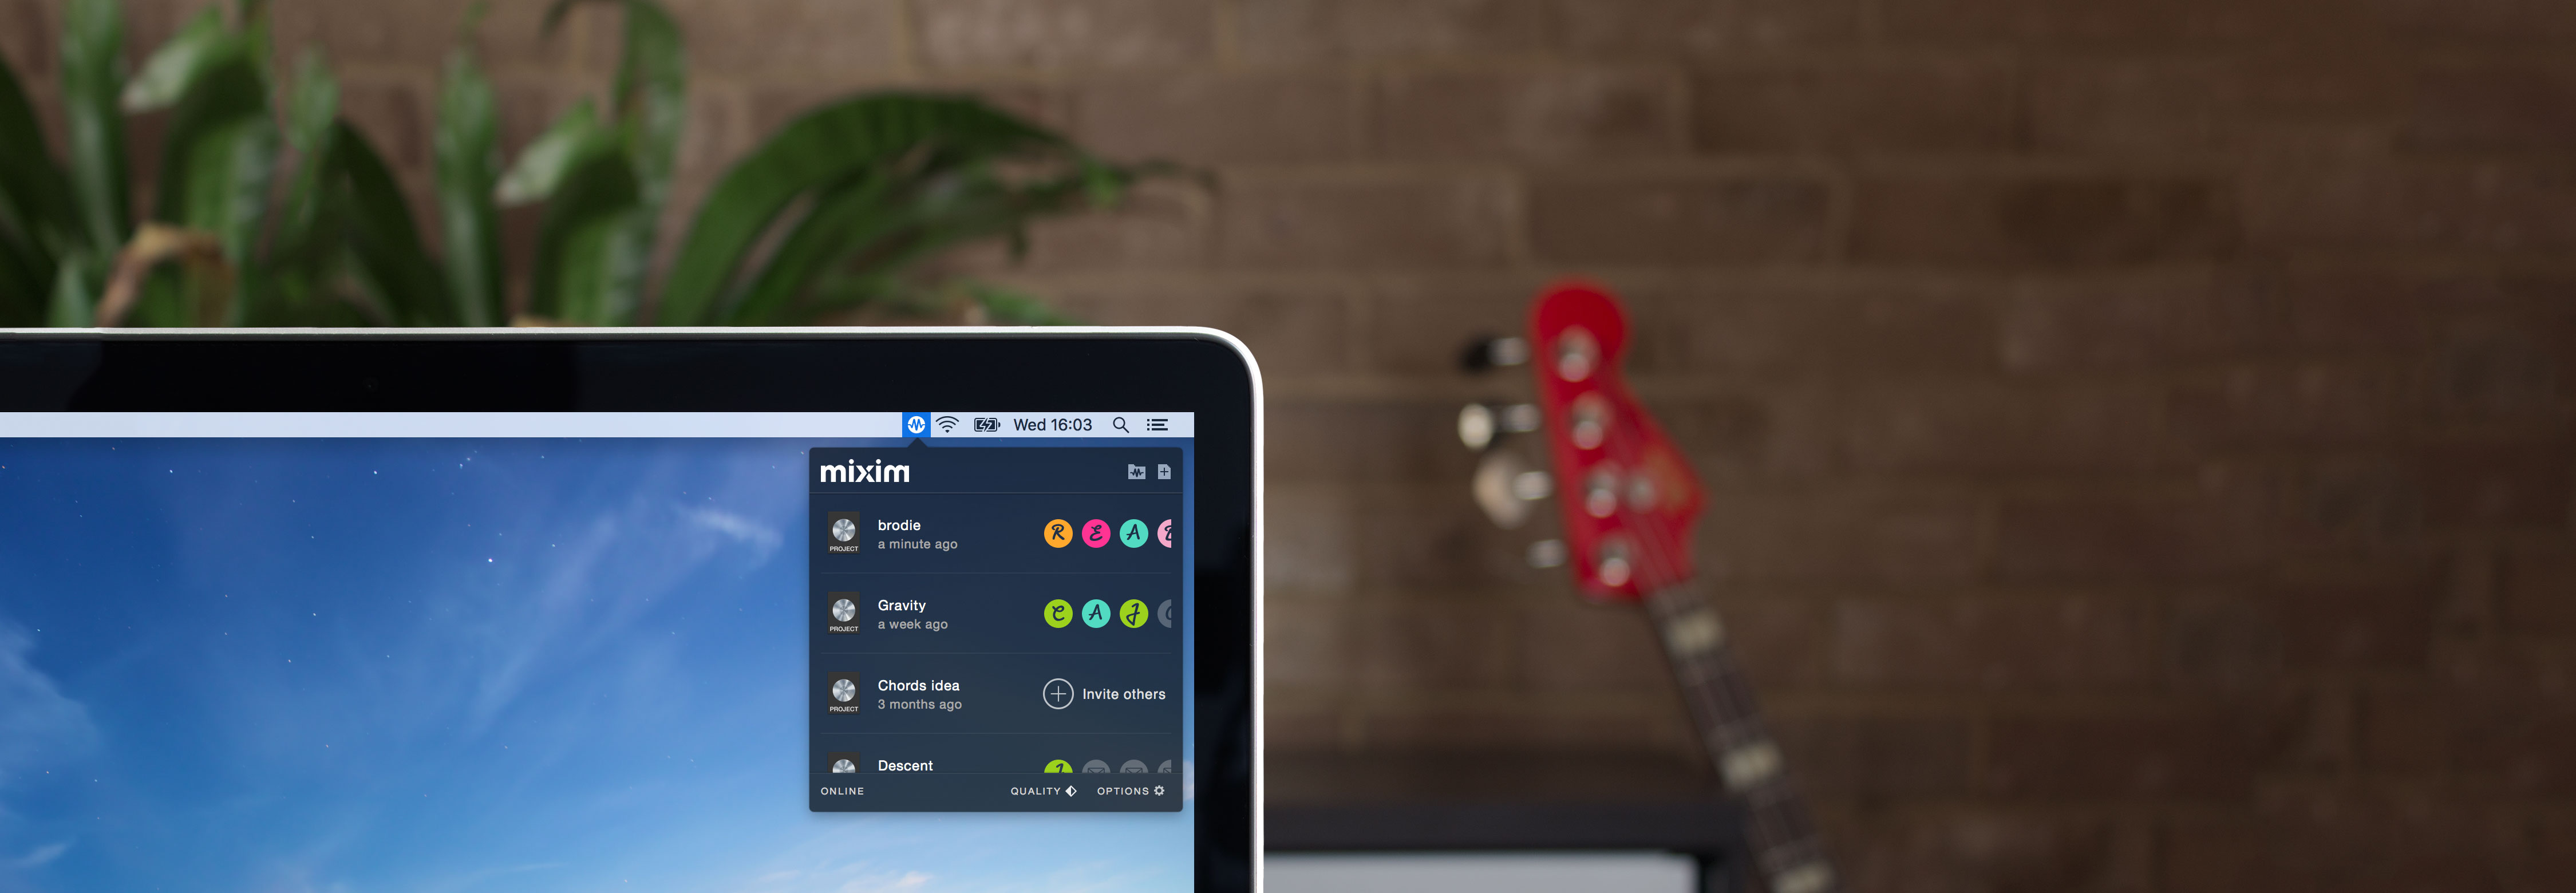 Wed 16:03
mixim
PROJECT
brodie
a minute ago
R E A
PROJECT
Gravity
a week ago
C A J
PROJECT
Chords idea
3 months ago
Invite others
Descent
J
ONLINE QUALITY OPTIONS